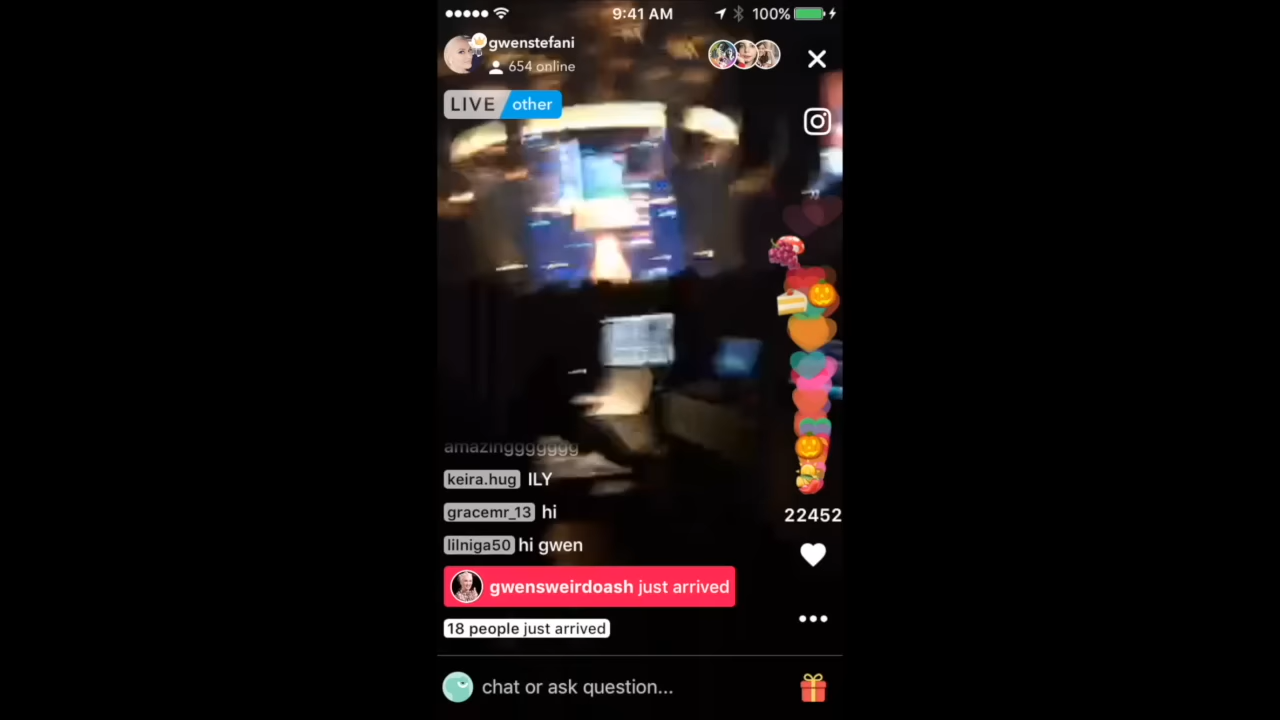 9:41 AM
100%
gwenstefani
654 online
LIVE other
amazinggggggg
keira.hug ILY
gracemr_13 hi
lilniga50 hi gwen
22452
gwensweirdoash just arrived
18 people just arrived
chat or ask question...